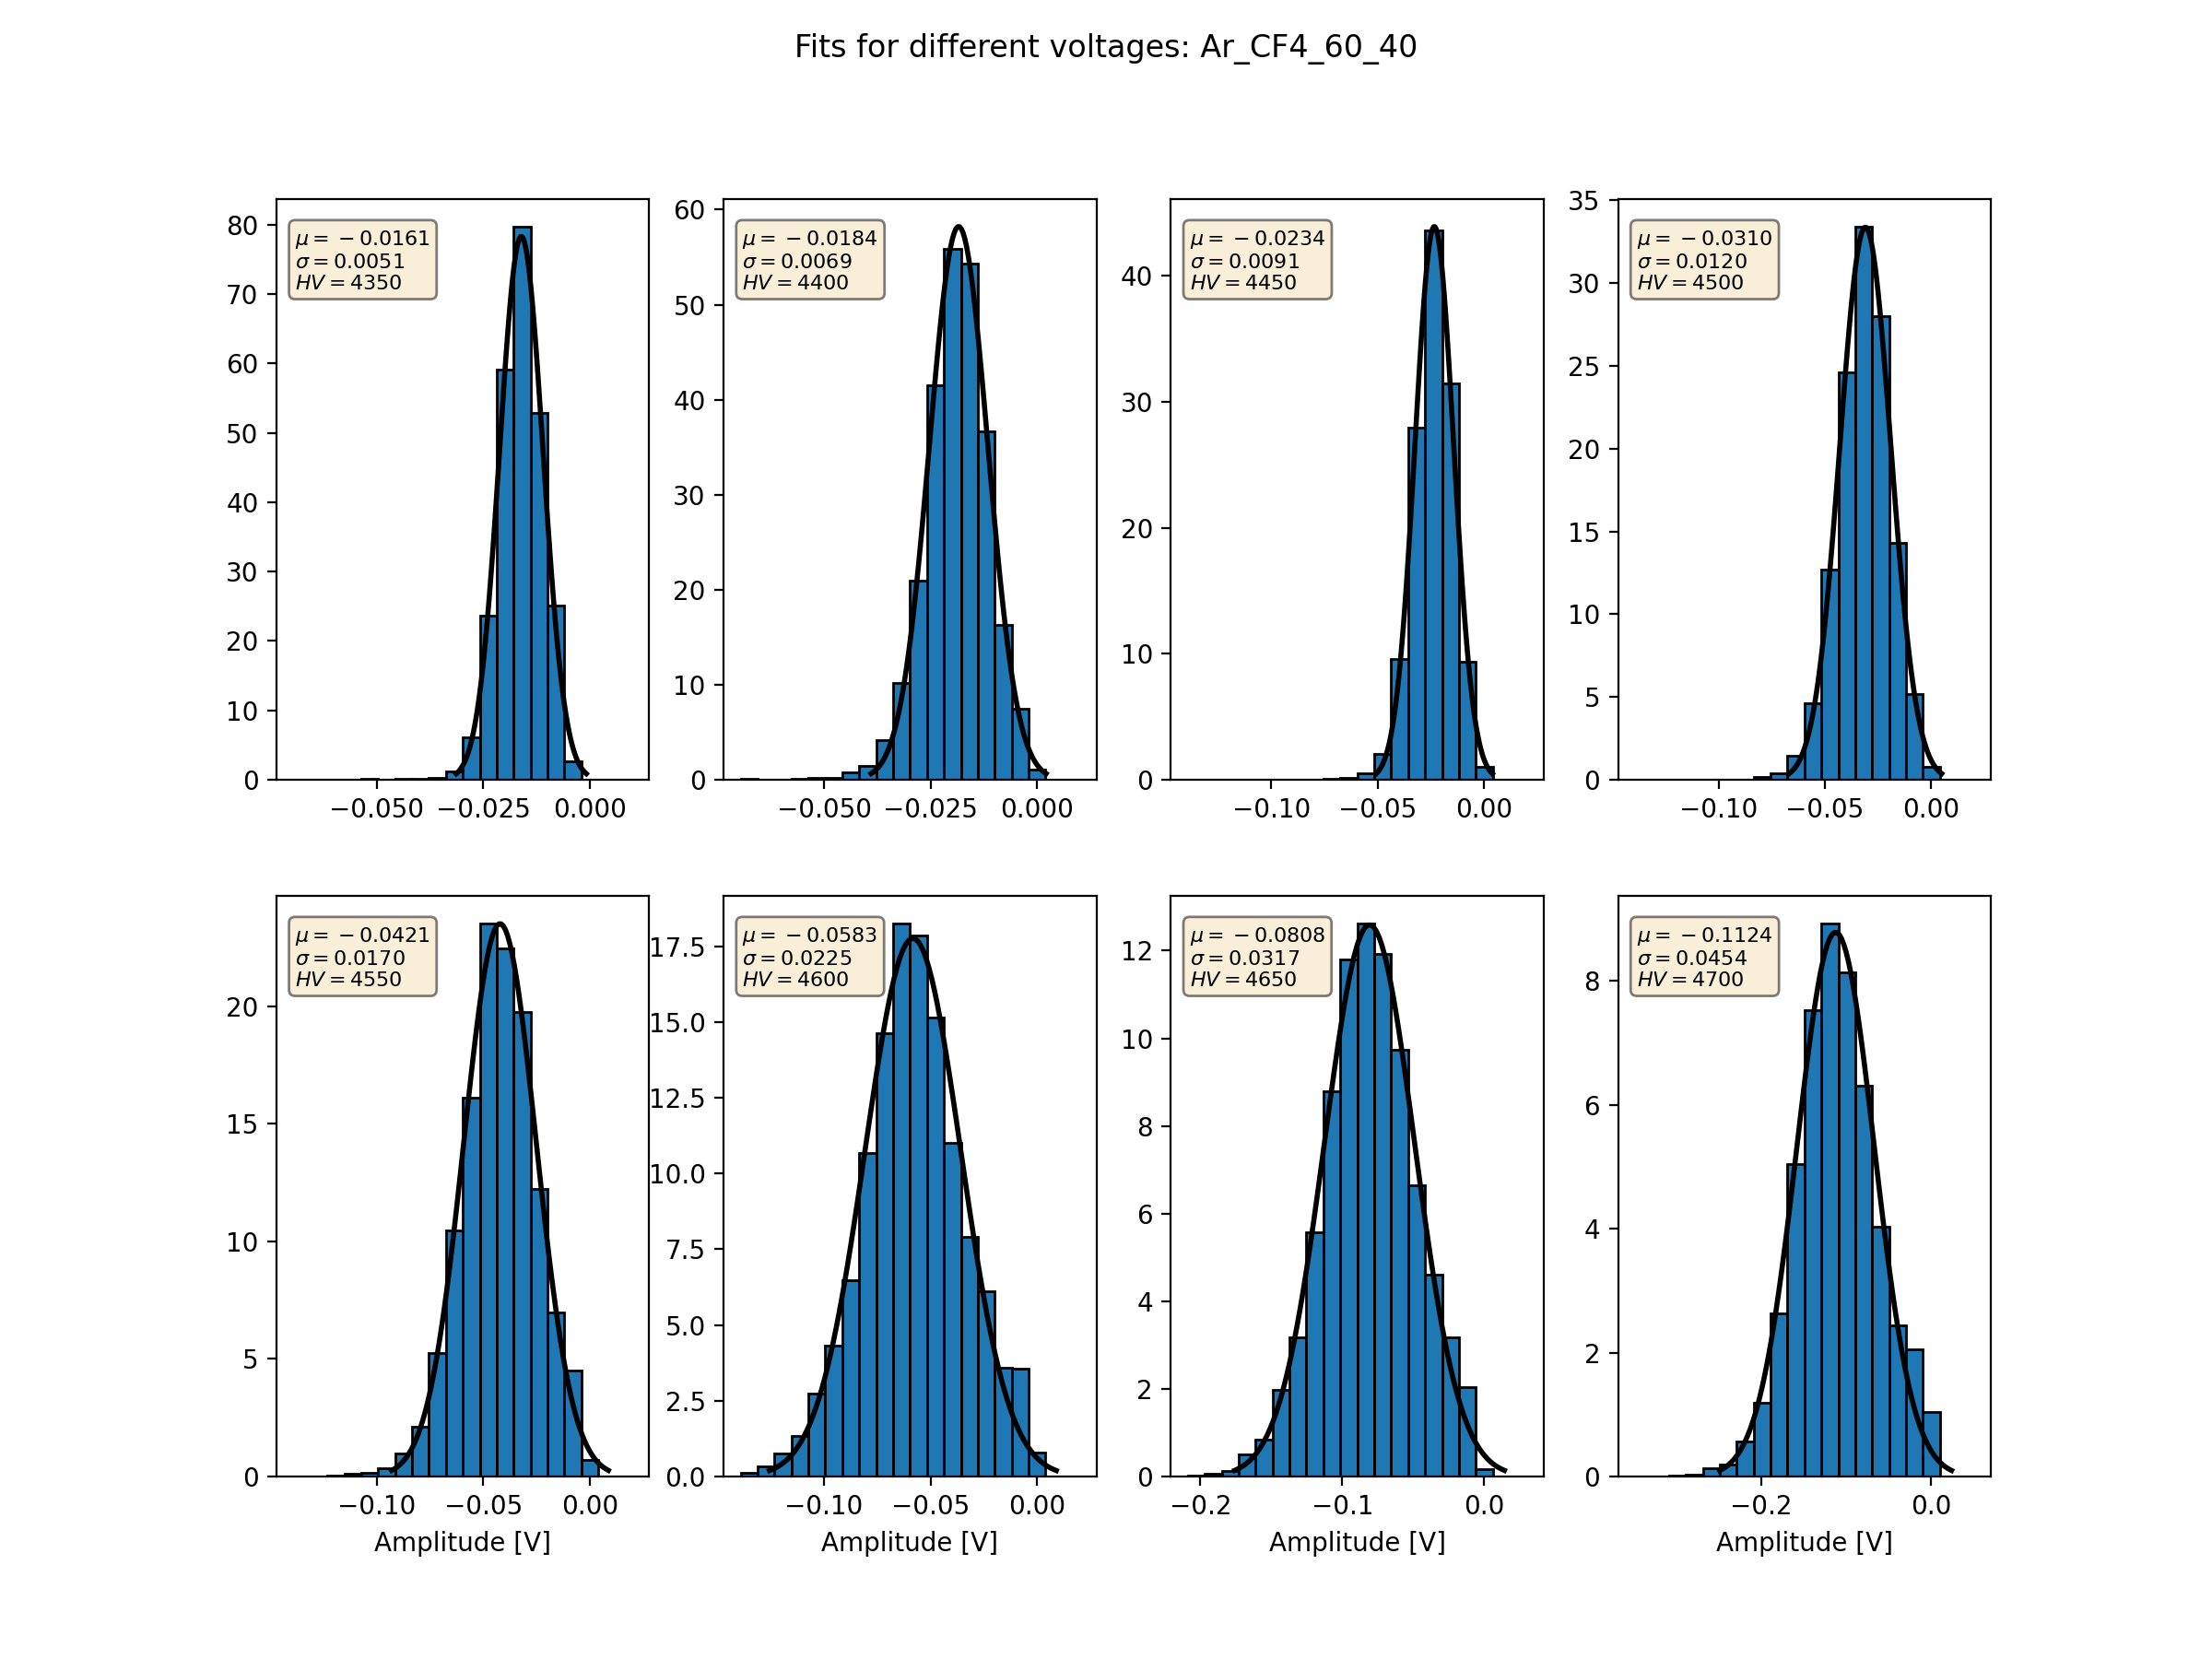 Fits for different voltages: Ar_CF4_60_40
μ = −0.0161
σ = 0.0051
HV = 4350
80
70
60
50
40
30
20
10
0
−0.050 −0.025 0.000
μ = −0.0184
σ = 0.0069
HV = 4400
60
50
40
30
20
10
0
−0.050 −0.025 0.000
μ = −0.0234
σ = 0.0091
HV = 4450
40
30
20
10
0
−0.10 −0.05 0.00
μ = −0.0310
σ = 0.0120
HV = 4500
35
30
25
20
15
10
5
0
−0.10 −0.05 0.00
μ = −0.0421
σ = 0.0170
HV = 4550
20
15
10
5
0
−0.10 −0.05 0.00
Amplitude [V]
μ = −0.0583
σ = 0.0225
HV = 4600
17.5
15.0
12.5
10.0
7.5
5.0
2.5
0.0
−0.10 −0.05 0.00
Amplitude [V]
μ = −0.0808
σ = 0.0317
HV = 4650
12
10
8
6
4
2
0
−0.2 −0.1 0.0
Amplitude [V]
μ = −0.1124
σ = 0.0454
HV = 4700
8
6
4
2
0
−0.2 0.0
Amplitude [V]